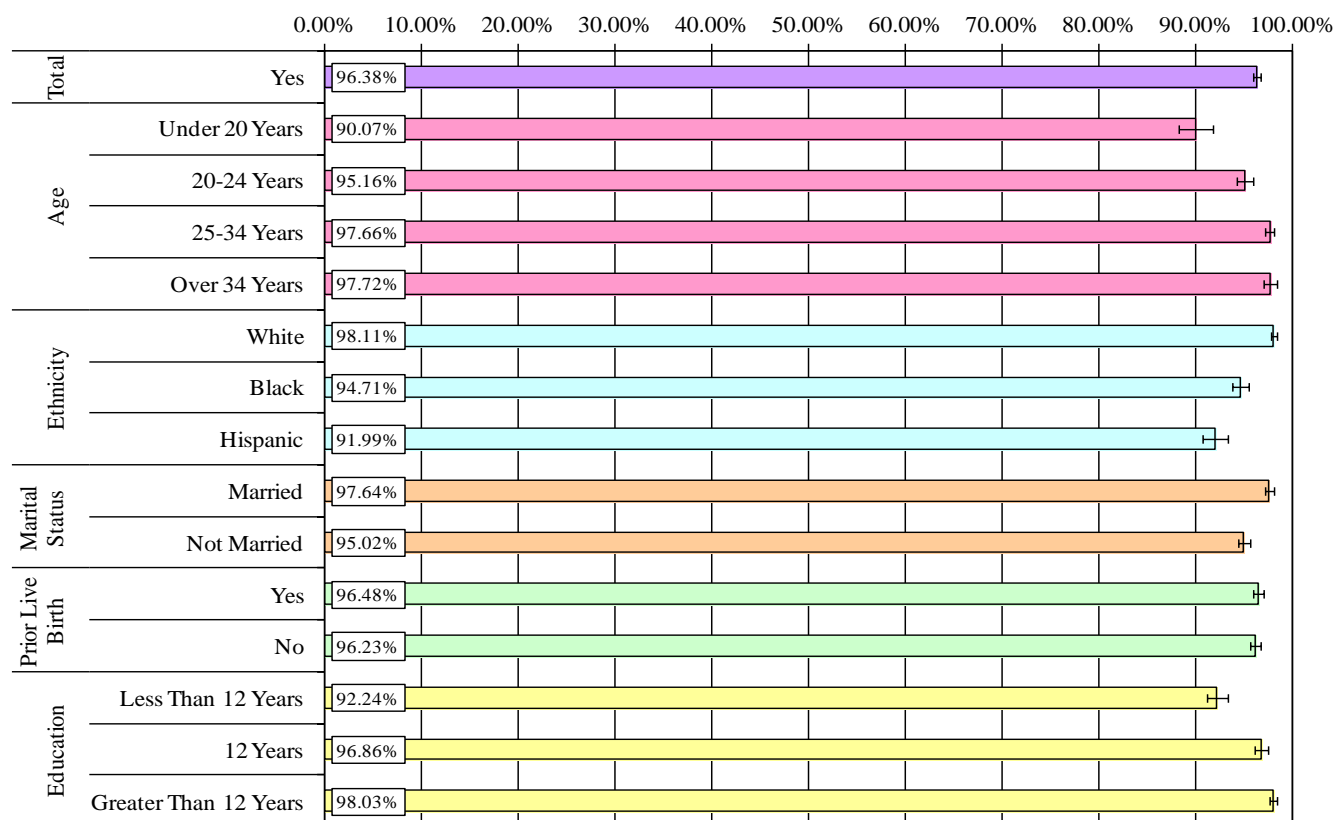 0.00% 10.00% 20.00% 30.00% 40.00% 50.00% 60.00% 70.00% 80.00% 90.00% 100.00%
Total
Yes 96.38%
Age
Under 20 Years 90.07%
20-24 Years 95.16%
25-34 Years 97.66%
Over 34 Years 97.72%
Ethnicity
White 98.11%
Black 94.71%
Hispanic 91.99%
Marital
Status
Married 97.64%
Not Married 95.02%
Prior Live
Birth
Yes 96.48%
No 96.23%
Education
Less Than 12 Years 92.24%
12 Years 96.86%
Greater Than 12 Years 98.03%